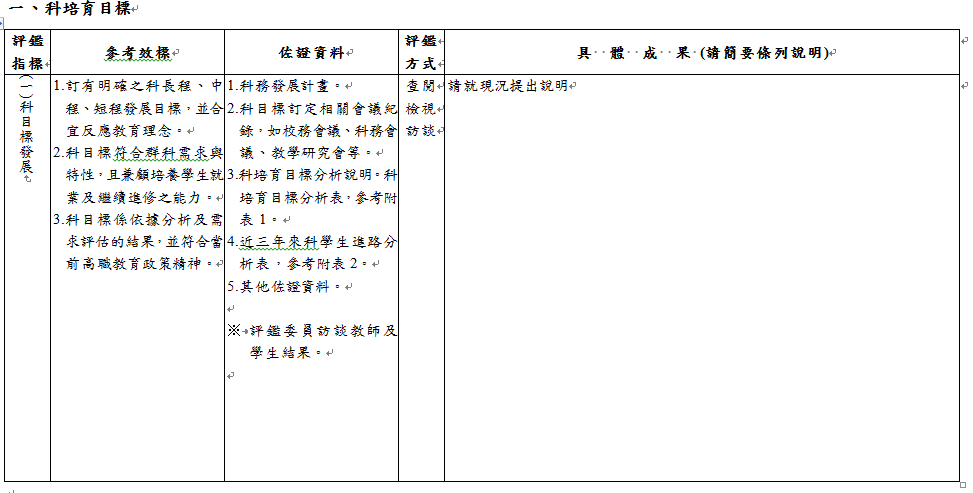 一、科培育目標
評鑑
指標
參考效標
佐證資料
評鑑
方式
具 體 成 果 (請簡要條列說明)
(一)科目標發展
1.訂有明確之科長程、中
程、短程發展目標，並合
宜反應教育理念。
2.科目標符合群科需求與
特性，且兼顧培養學生就
業及繼續進修之能力。
3.科目標係依據分析及需
求評估的結果，並符合當
前高職教育政策精神。
1.科務發展計畫。
2.科目標訂定相關會議紀
錄，如校務會議、科務會
議、教學研究會等。
3.科培育目標分析說明。科
培育目標分析表，參考附
表1。
4.近三年來科學生進路分
析表，參考附表2。
5.其他佐證資料。
※ 評鑑委員訪談教師及
學生結果。
查閱
檢視
訪談
請就現況提出說明